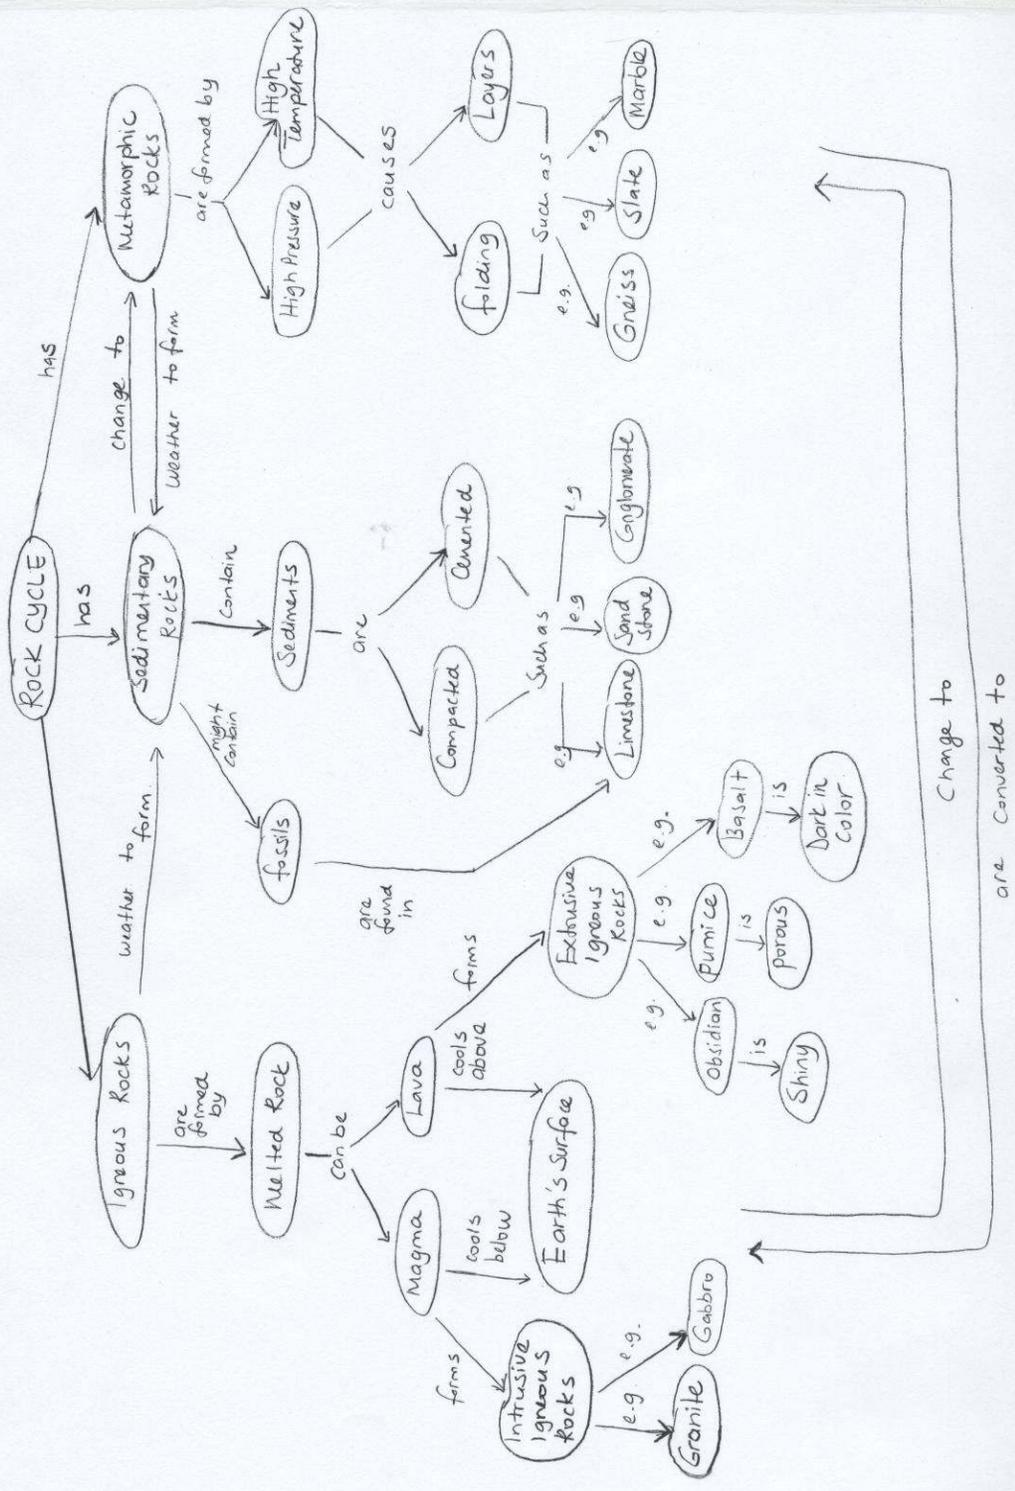 ROCK CYCLE
has
has
Igneous Rocks
weather to form
Sedimentary
Rocks
change to
weather to form
Metamorphic
Rocks
are
formed
by
Melted Rock
can be
Magma
Lava
forms
cools
below
cools
above
forms
Earth's Surface
Intrusive
Igneous
Rocks
e.g.
e.g.
Granite
Gabbro
Extrusive
Igneous
Rocks
e.g.
e.g.
e.g.
Obsidian
Pumice
Basalt
is
is
is
Shiny
Porous
Dark in
Color
might
contain
contain
fossils
Sediments
are
found
in
are
Compacted
Cemented
Such as
e.g
e.g
e.g
Limestone
Sand
stone
Conglomerate
are formed by
High Pressure
High
Temperature
causes
folding
Layers
Such as
e.g.
e.g
e.g
Gneiss
Slate
Marble
Change to
are converted to